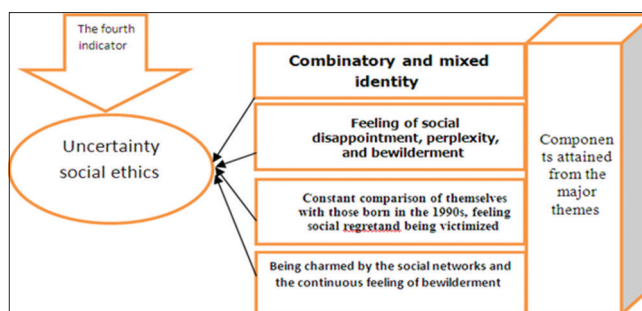 The fourth
indicator
Uncertainty
social ethics
Combinatory and mixed
identity
Feeling of social
disappointment, perplexity,
and bewilderment
Constant comparison of themselves
with those born in the 1990s, feeling
social regretand being victimized
Being charmed by the social networks and
the continuous feeling of bewilderment
Componen
ts attained
from the
major
themes